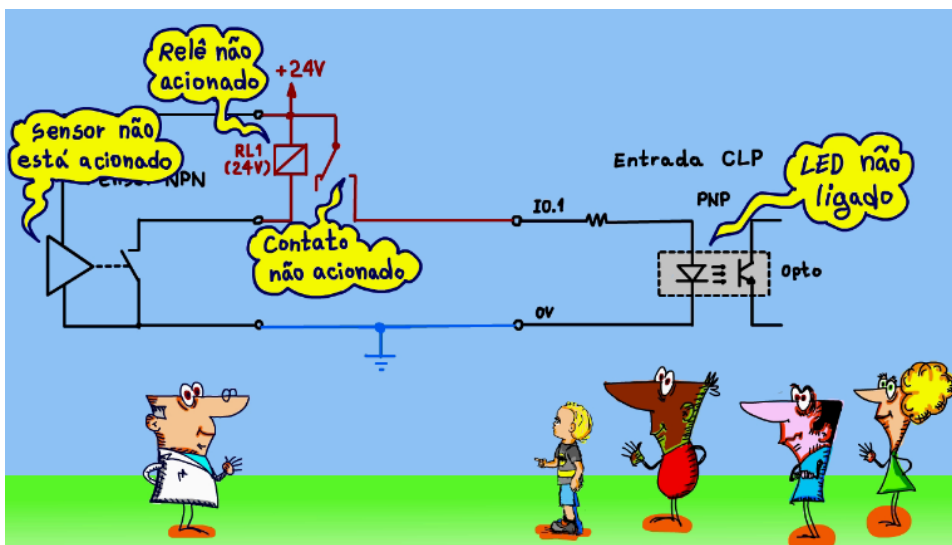 Relê não
acionado
+24V
Sensor não
está acionado
RL1
(24V)
Entrada CLP
LED não
ligado
NPN
PNP
I0.1
Contato
não acionado
Opto
0V